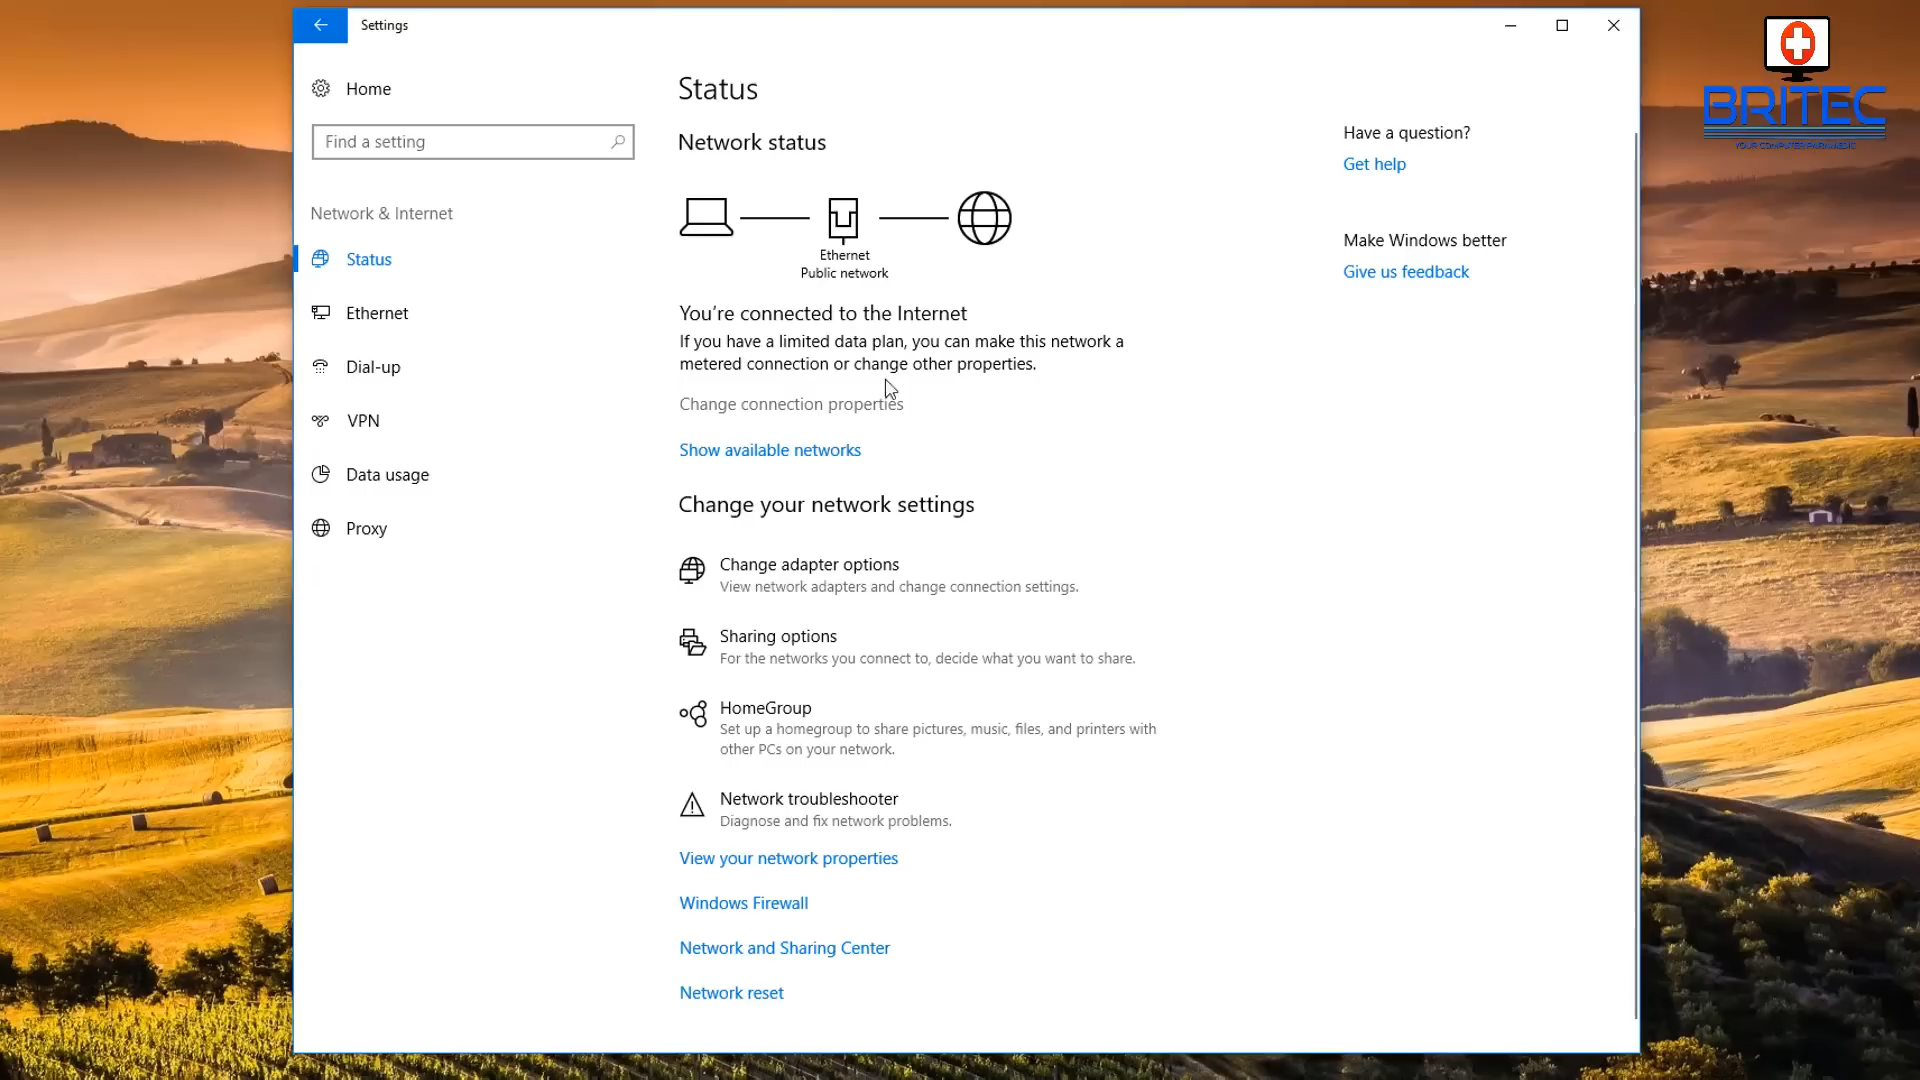 Settings
Home
Find a setting
Network & Internet
Status
Ethernet
Dial-up
VPN
Data usage
Proxy
Status
Network status
Ethernet
Public network
You're connected to the Internet
If you have a limited data plan, you can make this network a
metered connection or change other properties.
Change connection properties
Show available networks
Change your network settings
Change adapter options
View network adapters and change connection settings.
Sharing options
For the networks you connect to, decide what you want to share.
HomeGroup
Set up a homegroup to share pictures, music, files, and printers with
other PCs on your network.
Network troubleshooter
Diagnose and fix network problems.
View your network properties
Windows Firewall
Network and Sharing Center
Network reset
Have a question?
Get help
Make Windows better
Give us feedback
BRITEC
YOUR COMPUTER PARAMEDIC